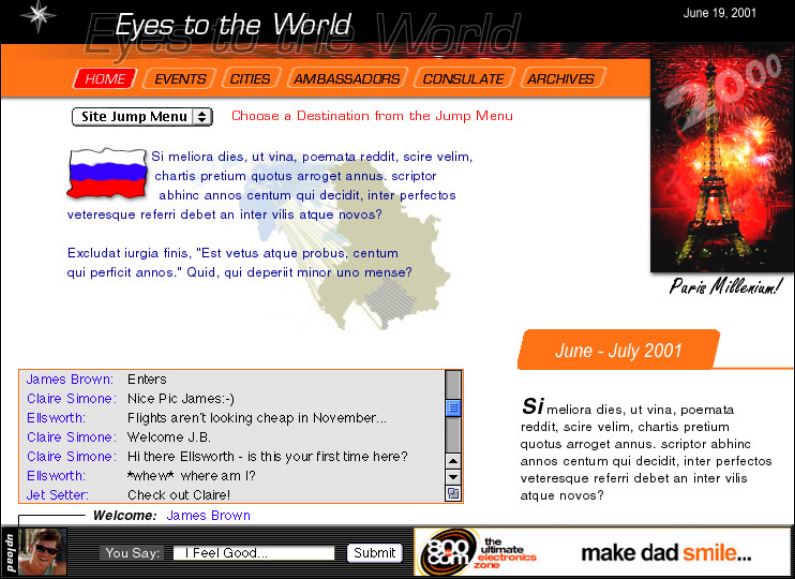 Eyes to the World
June 19, 2001
HOME EVENTS CITIES AMBASSADORS CONSULATE ARCHIVES
2000
Site Jump Menu Choose a Destination from the Jump Menu
Si meliora dies, ut vina, poemata reddit, scire velim,
chartis pretium quotus arroget annus. scriptor
abhinc annos centum qui decidit, inter perfectos
veteresque referri debet an inter vilis atque novos?
Excludat iurgia finis, "Est vetus atque probus, centum
qui perficit annos." Quid, qui deperiit minor uno mense?
Paris Millenium!
June - July 2001
Si meliora dies, ut vina, poemata
reddit, scire velim, chartis pretium
quotus arroget annus. scriptor abhinc
annos centum qui decidit, inter perfectos
veteresque referri debet an inter vilis
atque novos?
James Brown: Enters
Claire Simone: Nice Pic James:-)
Ellsworth: Flights aren't looking cheap in November...
Claire Simone: Welcome J.B.
Claire Simone: Hi there Ellsworth - is this your first time here?
Ellsworth: *whew* where am I?
Jet Setter: Check out Claire!
Welcome: James Brown
upload
You Say: I Feel Good... Submit
800
com
the
ultimate
electronics
zone
make dad smile...